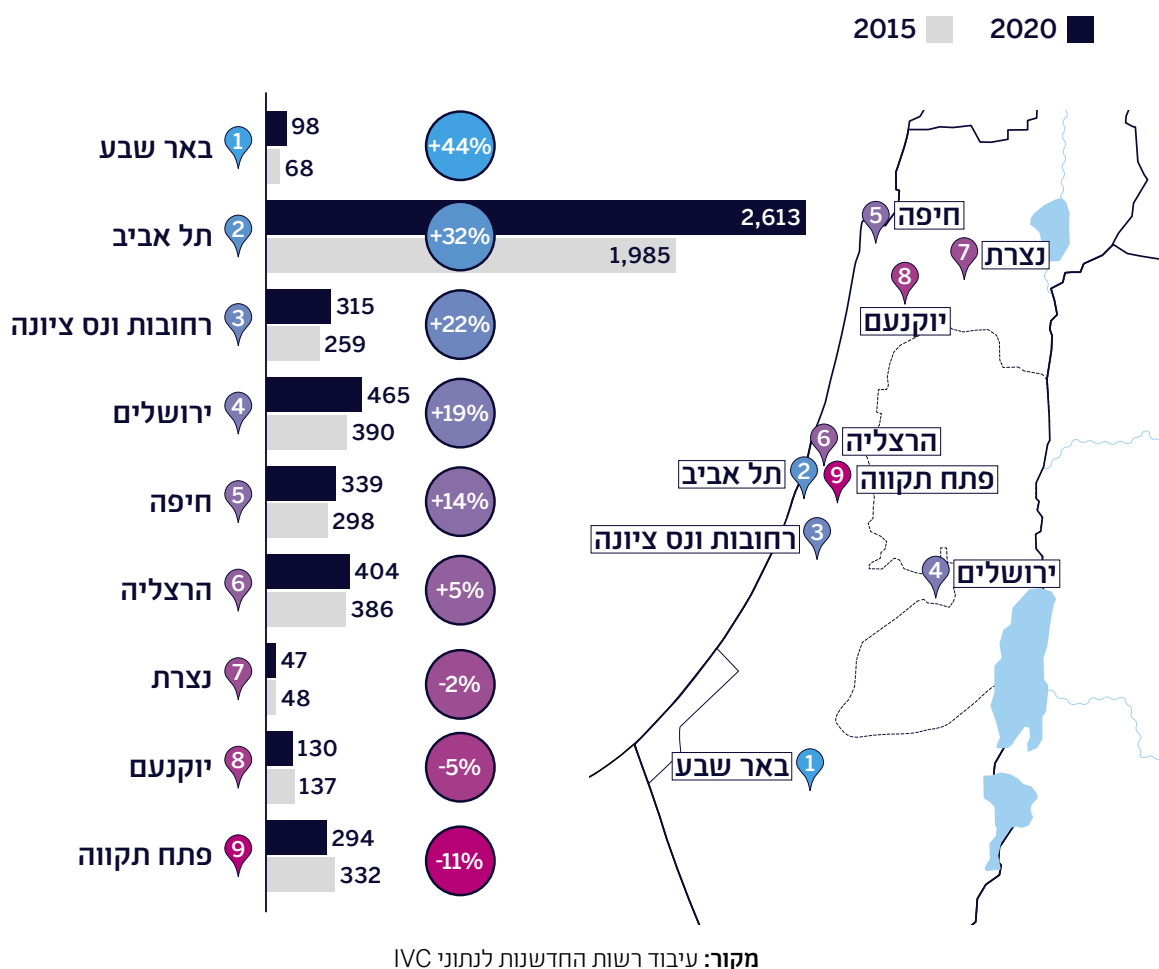 2020 2015
באר שבע 1 98 68 +44%
תל אביב 2 2,613 1,985 +32%
רחובות ונס ציונה 3 315 259 +22%
ירושלים 4 465 390 +19%
חיפה 5 339 298 +14%
הרצליה 6 404 386 +5%
נצרת 7 47 48 -2%
יוקנעם 8 130 137 -5%
פתח תקווה 9 294 332 -11%
חיפה 5
נצרת 7
8
יוקנעם
הרצליה 6
תל אביב 2
פתח תקווה 9
רחובות ונס ציונה 3
ירושלים 4
באר שבע 1
מקור: עיבוד רשות החדשנות לנתוני IVC